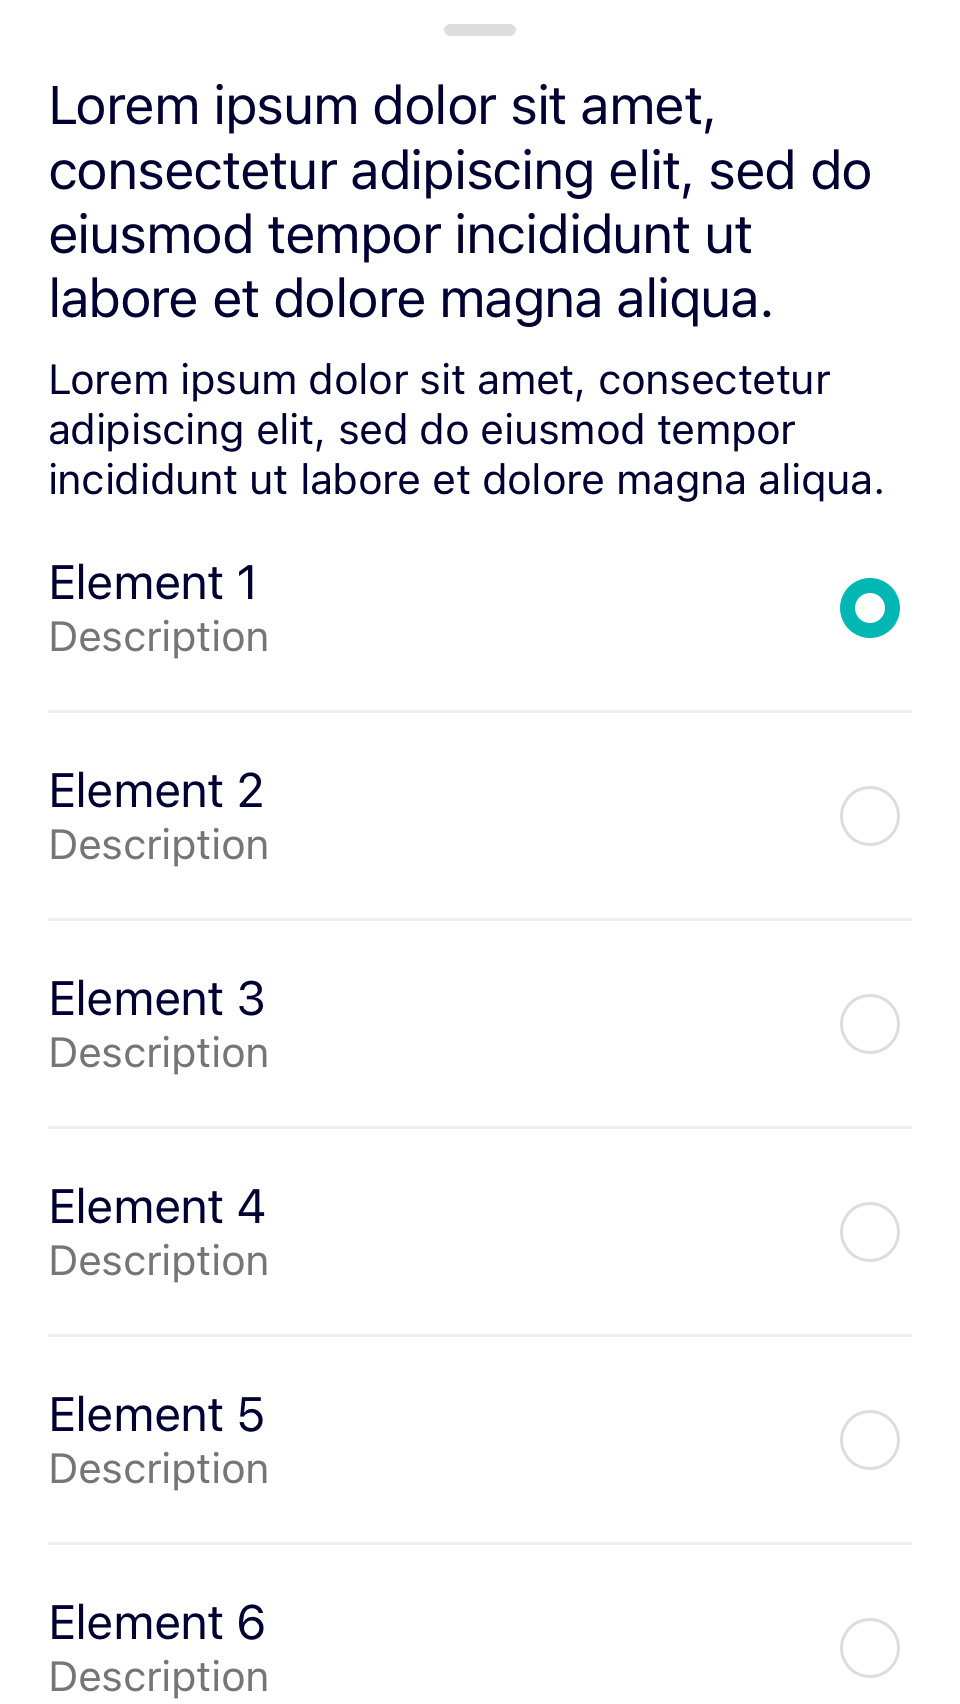 Lorem ipsum dolor sit amet,
consectetur adipiscing elit, sed do
eiusmod tempor incididunt ut
labore et dolore magna aliqua.
Lorem ipsum dolor sit amet, consectetur
adipiscing elit, sed do eiusmod tempor
incididunt ut labore et dolore magna aliqua.
Element 1
Description
Element 2
Description
Element 3
Description
Element 4
Description
Element 5
Description
Element 6
Description